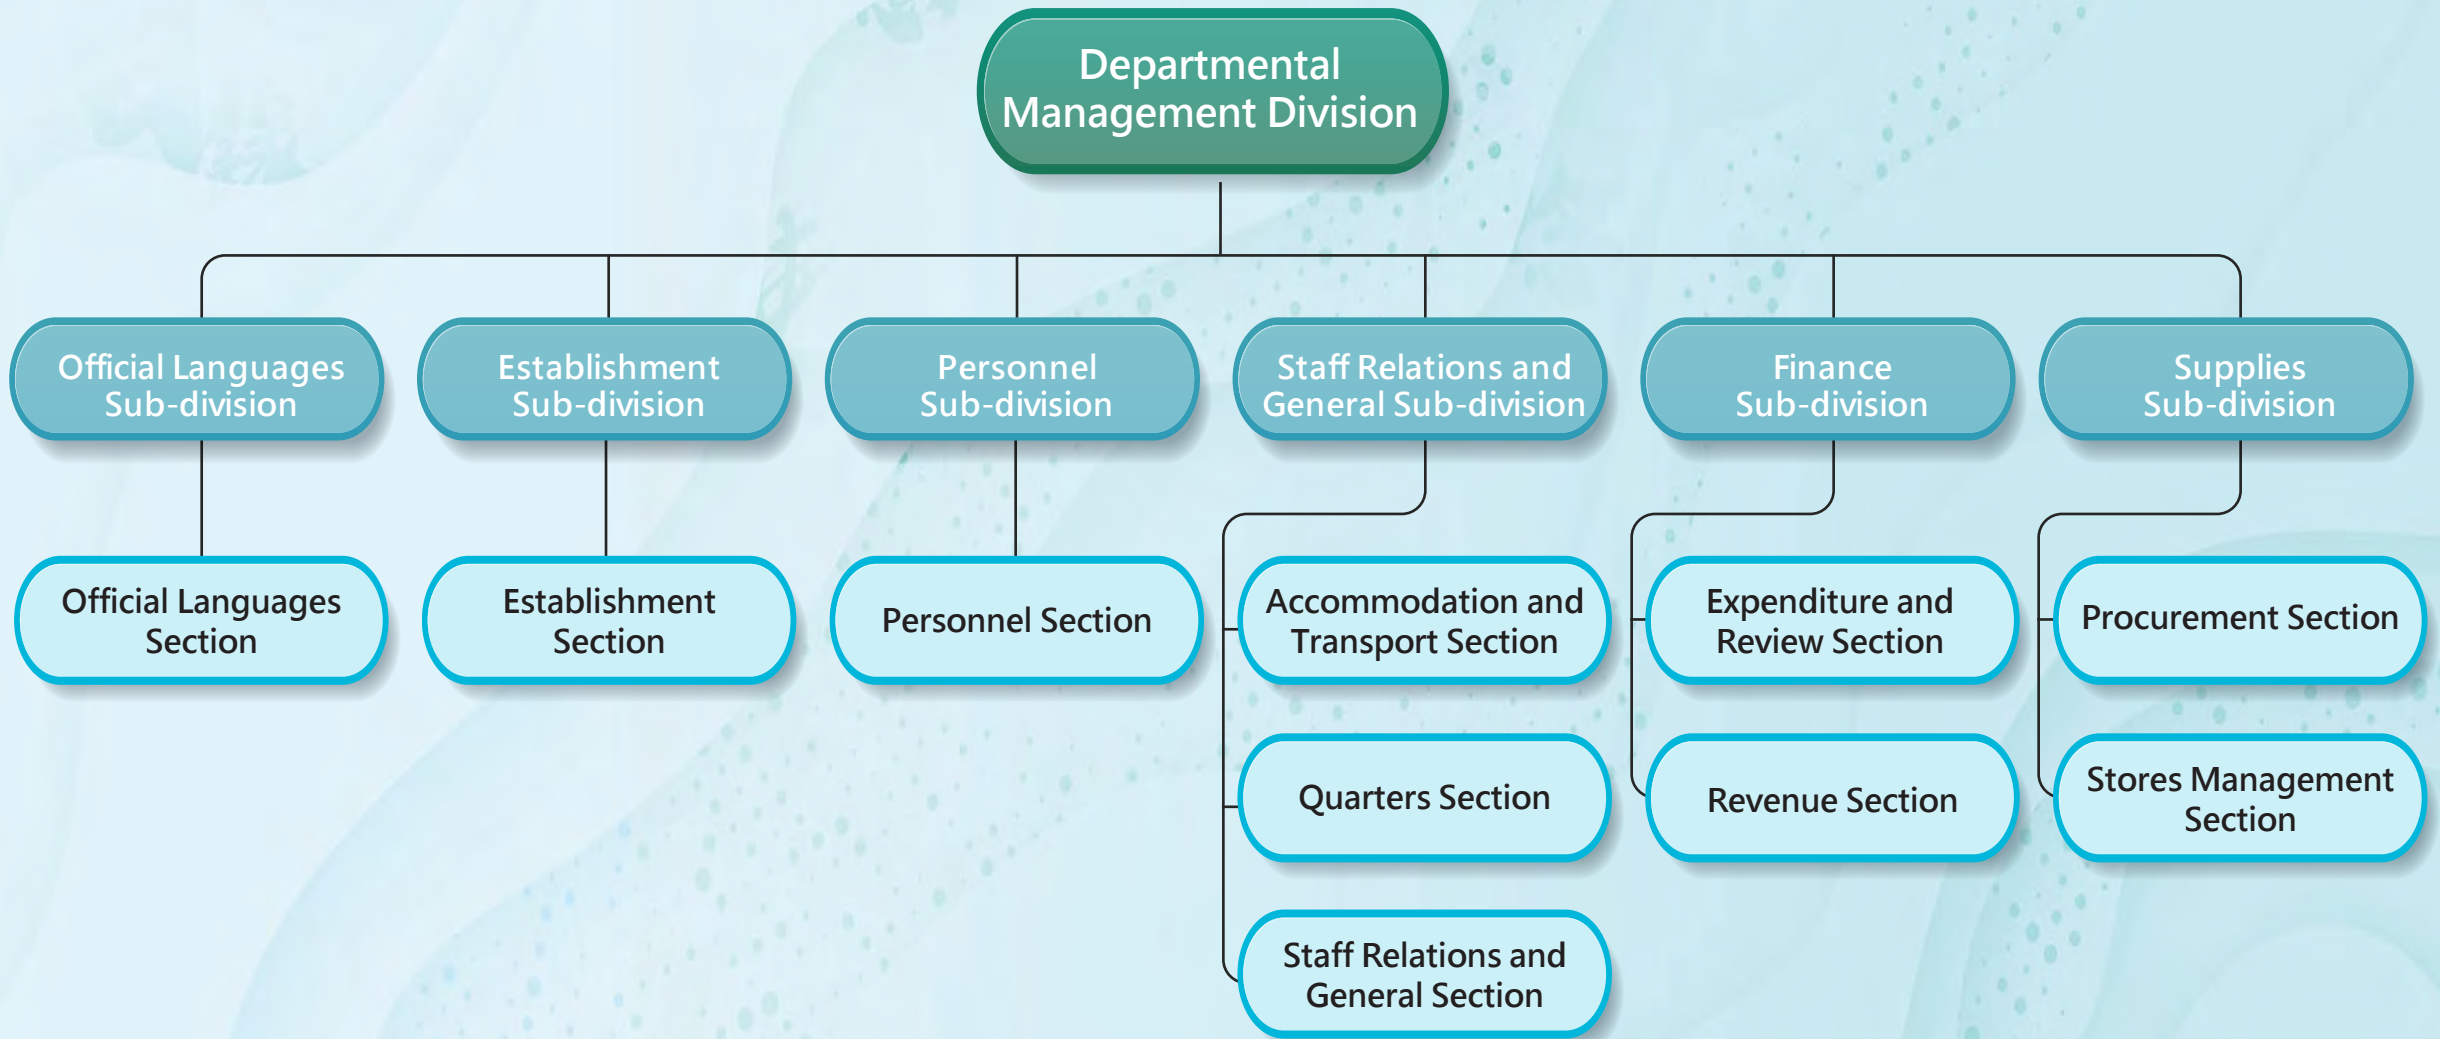 Departmental
Management Division
Official Languages
Sub-division
Establishment
Sub-division
Personnel
Sub-division
Staff Relations and
General Sub-division
Finance
Sub-division
Supplies
Sub-division
Official Languages
Section
Establishment
Section
Personnel Section
Accommodation and
Transport Section
Expenditure and
Review Section
Procurement Section
Quarters Section
Revenue Section
Stores Management
Section
Staff Relations and
General Section